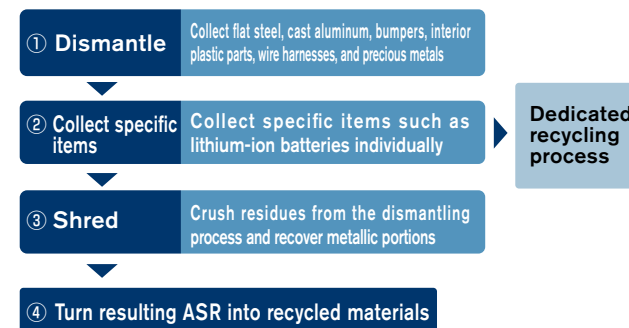 ① Dismantle
Collect flat steel, cast aluminum, bumpers, interior
plastic parts, wire harnesses, and precious metals
② Collect specific
items
Collect specific items such as
lithium-ion batteries individually
Dedicated
recycling
process
③ Shred
Crush residues from the dismantling
process and recover metallic portions
④ Turn resulting ASR into recycled materials